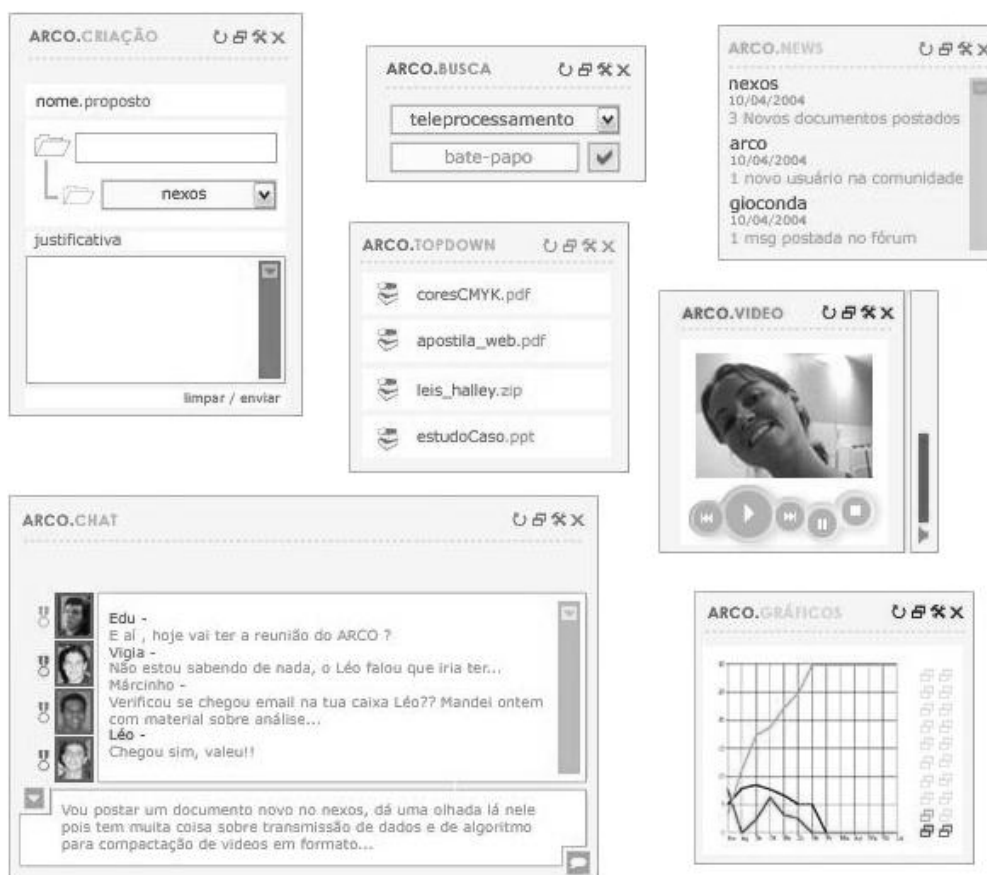 ARCO.CRIAÇÃO
nome.proposto
nexos
justificativa
limpar / enviar
ARCO.BUSCA
teleprocessamento
bate-papo
ARCO.NEWS
nexos
10/04/2004
3 Novos documentos postados
arco
10/04/2004
1 novo usuário na comunidade
gioconda
10/04/2004
1 msg postada no fórum
ARCO.TOPDOWN
coresCMYK.pdf
apostila_web.pdf
leis_halley.zip
estudoCaso.ppt
ARCO.VIDEO
ARCO.CHAT
Edu -
E aí , hoje vai ter a reunião do ARCO ?
Vigla -
Não estou sabendo de nada, o Léo falou que iria ter...
Márcinho -
Verificou se chegou email na tua caixa Léo?? Mandei ontem
com material sobre análise...
Léo -
Chegou sim, valeu!!
Vou postar um documento novo no nexos, dá uma olhada lá nele
pois tem muita coisa sobre transmissão de dados e de algoritmo
para compactação de videos em formato...
ARCO.GRÁFICOS